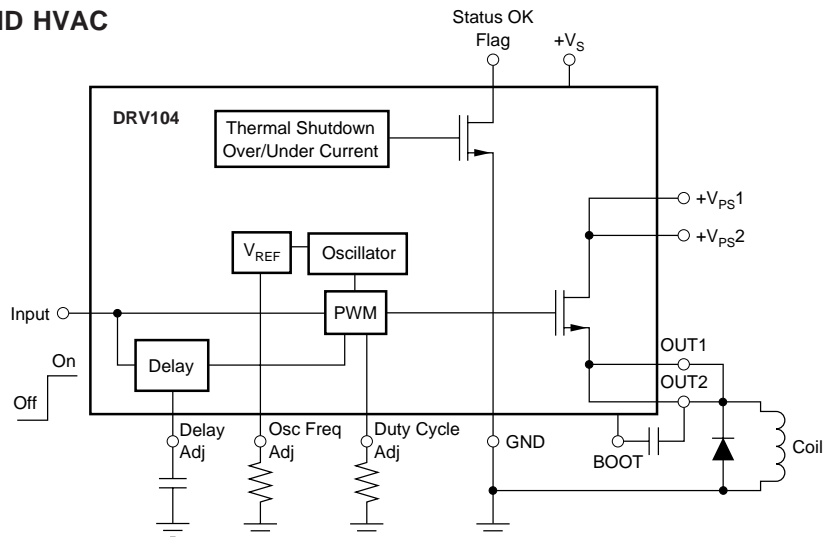 ND HVAC
Status OK
Flag
+VS
DRV104
Thermal Shutdown
Over/Under Current
+VPS1
+VPS2
VREF
Oscillator
Input
PWM
On
Off
Delay
OUT1
OUT2
Delay
Adj
Osc Freq
Adj
Duty Cycle
Adj
GND
BOOT
Coil